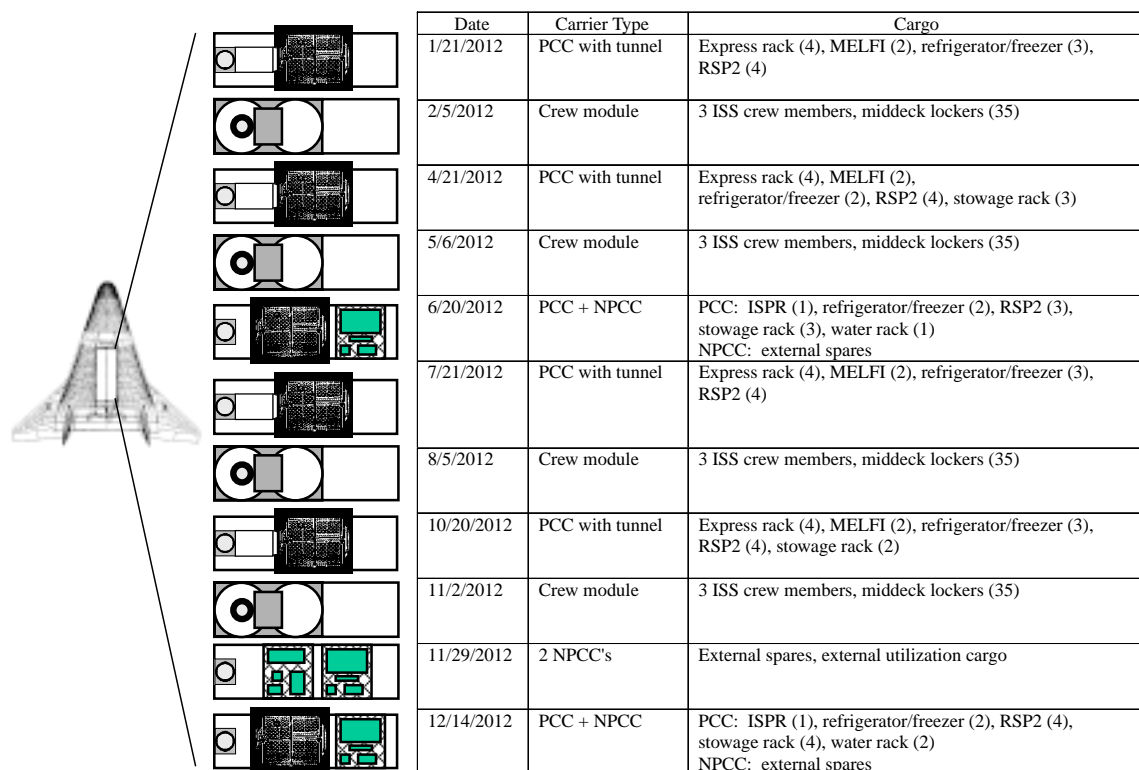 Date Carrier Type Cargo
1/21/2012 PCC with tunnel Express rack (4), MELFI (2), refrigerator/freezer (3),
RSP2 (4)
2/5/2012 Crew module 3 ISS crew members, middeck lockers (35)
4/21/2012 PCC with tunnel Express rack (4), MELFI (2),
refrigerator/freezer (2), RSP2 (4), stowage rack (3)
5/6/2012 Crew module 3 ISS crew members, middeck lockers (35)
6/20/2012 PCC + NPCC PCC: ISPR (1), refrigerator/freezer (2), RSP2 (3),
stowage rack (3), water rack (1)
NPCC: external spares
7/21/2012 PCC with tunnel Express rack (4), MELFI (2), refrigerator/freezer (3),
RSP2 (4)
8/5/2012 Crew module 3 ISS crew members, middeck lockers (35)
10/20/2012 PCC with tunnel Express rack (4), MELFI (2), refrigerator/freezer (3),
RSP2 (4), stowage rack (2)
11/2/2012 Crew module 3 ISS crew members, middeck lockers (35)
11/29/2012 2 NPCC's External spares, external utilization cargo
12/14/2012 PCC + NPCC PCC: ISPR (1), refrigerator/freezer (2), RSP2 (4),
stowage rack (4), water rack (2)
NPCC: external spares